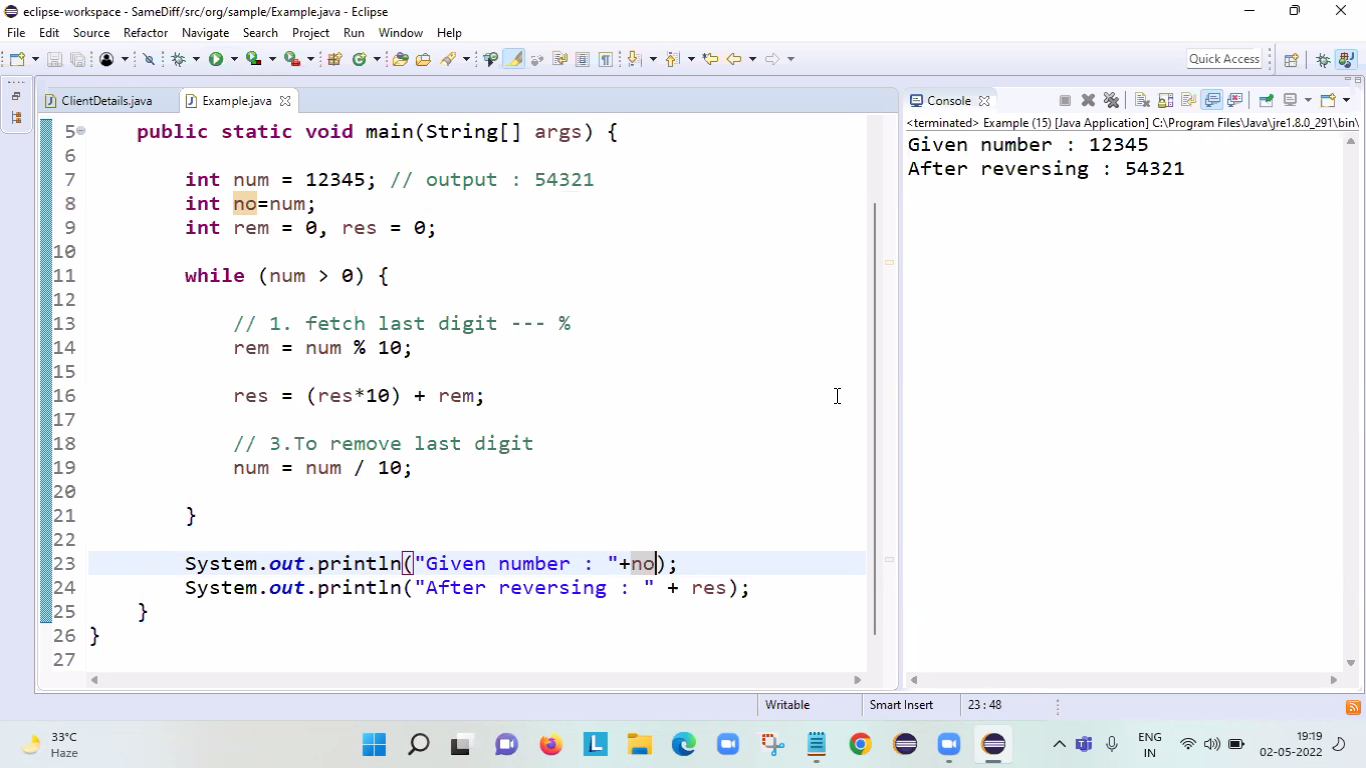 eclipse-workspace - SameDiff/src/org/sample/Example.java - Eclipse
File Edit Source Refactor Navigate Search Project Run Window Help
Quick Access
ClientDetails.java Example.java
5 public static void main(String[] args) {
6
7 int num = 12345; // output : 54321
8 int no=num;
9 int rem = 0, res = 0;
10
11 while (num > 0) {
12
13 // 1. fetch last digit --- %
14 rem = num % 10;
15
16 res = (res*10) + rem;
17
18 // 3.To remove last digit
19 num = num / 10;
20
21 }
22
23 System.out.println("Given number : "+no);
24 System.out.println("After reversing : " + res);
25 }
26 }
27
Console
<terminated> Example (15) [Java Application] C:\Program Files\Java\jre1.8.0_291\bin\
Given number : 12345
After reversing : 54321
Writable Smart Insert 23 : 48
33°C
Haze
L
ENG
IN
19:19
02-05-2022